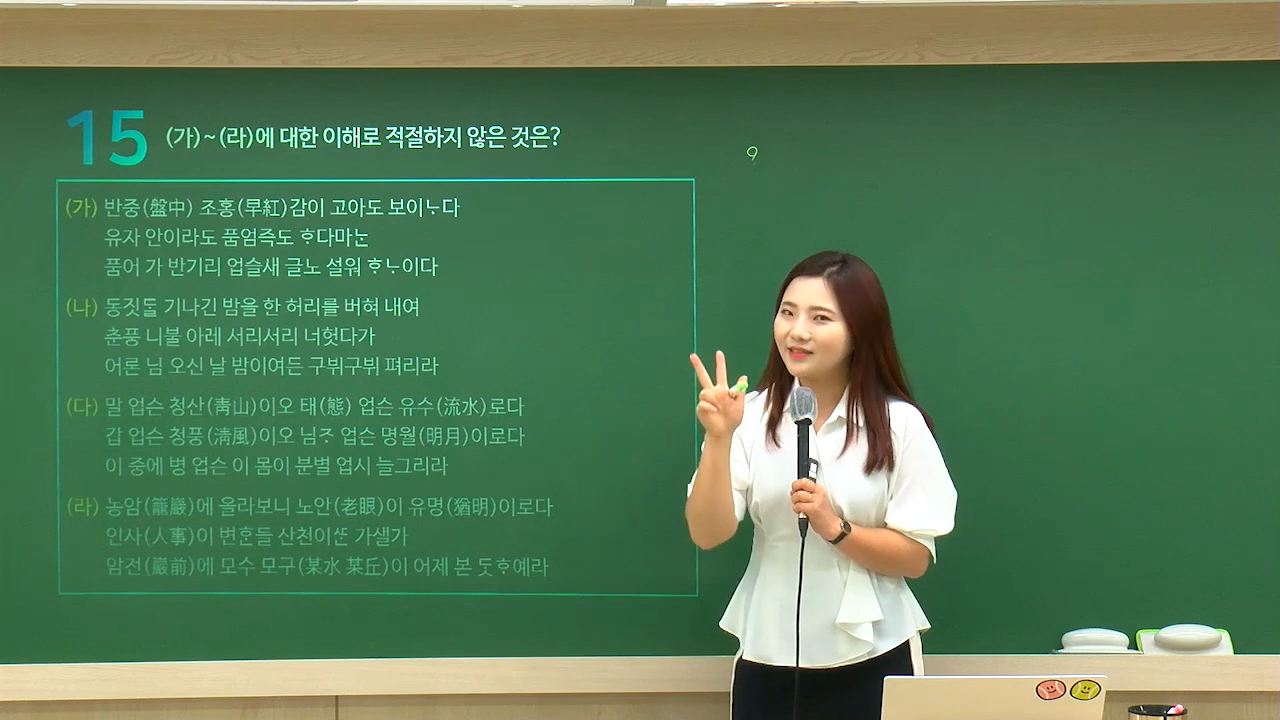 15 (가)~(라)에 대한 이해로 적절하지 않은 것은?
(가) 반중(盤中) 조홍(早紅)감이 고아도 보이ᄂᆞ다
유자 안이라도 품엄즉도 ᄒᆞ다마ᄂᆞᆫ
품어 가 반기리 업슬새 글노 설워 ᄒᆞᄂᆞ이다
(나) 동짓ᄃᆞᆯ 기나긴 밤을 한 허리를 버혀 내여
춘풍 니불 아레 서리서리 너헛다가
어론 님 오신 날 밤이여든 구뷔구뷔 펴리라
(다) 말 업슨 청산(靑山)이오 태(態) 업슨 유수(流水)로다
갑 업슨 청풍(淸風)이오 님ᄌᆞ 업슨 명월(明月)이로다
이 중에 병 업슨 이 몸이 분별 업시 늘그리라
(라) 농암(籠巖)에 올라보니 노안(老眼)이 유명(猶明)이로다
인사(人事)이 변ᄒᆞᆫ들 산천이ᄯᆞᆫ 가샐가
암전(巖前)에 모수 모구(某水 某丘)이 어제 본 ᄃᆞᆺᄒᆞ예라
9